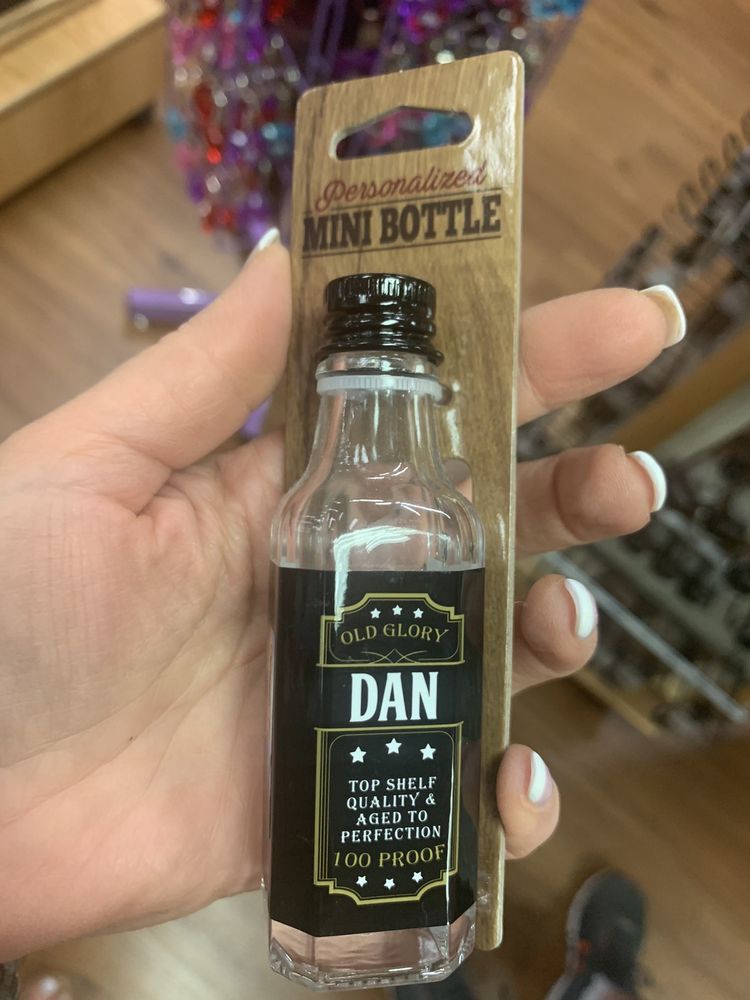 Personalized
MINI BOTTLE
OLD GLORY
DAN
TOP SHELF
QUALITY &
AGED TO
PERFECTION
100 PROOF